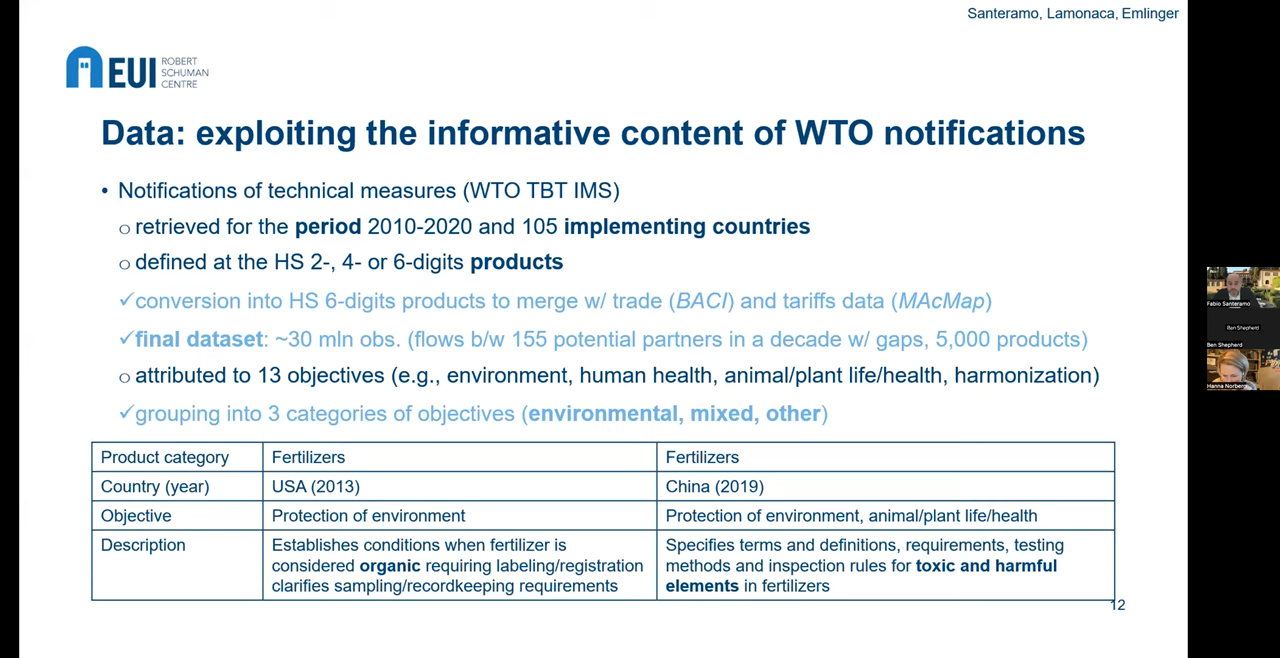 Santeramo, Lamonaca, Emlinger
EUI
ROBERT
SCHUMAN
CENTRE
Data: exploiting the informative content of WTO notifications
• Notifications of technical measures (WTO TBT IMS)
o retrieved for the period 2010-2020 and 105 implementing countries
o defined at the HS 2-, 4- or 6-digits products
✓conversion into HS 6-digits products to merge w/ trade (BACI) and tariffs data (MAcMap)
✓final dataset: ~30 mln obs. (flows b/w 155 potential partners in a decade w/ gaps, 5,000 products)
o attributed to 13 objectives (e.g., environment, human health, animal/plant life/health, harmonization)
✓grouping into 3 categories of objectives (environmental, mixed, other)
Product category Fertilizers Fertilizers
Country (year) USA (2013) China (2019)
Objective Protection of environment Protection of environment, animal/plant life/health
Description Establishes conditions when fertilizer is Specifies terms and definitions, requirements, testing
considered organic requiring labeling/registration methods and inspection rules for toxic and harmful
clarifies sampling/recordkeeping requirements elements in fertilizers
12
Fabio Santeramo
Ben Shepherd
Ben Shepherd
Hanna Norberg